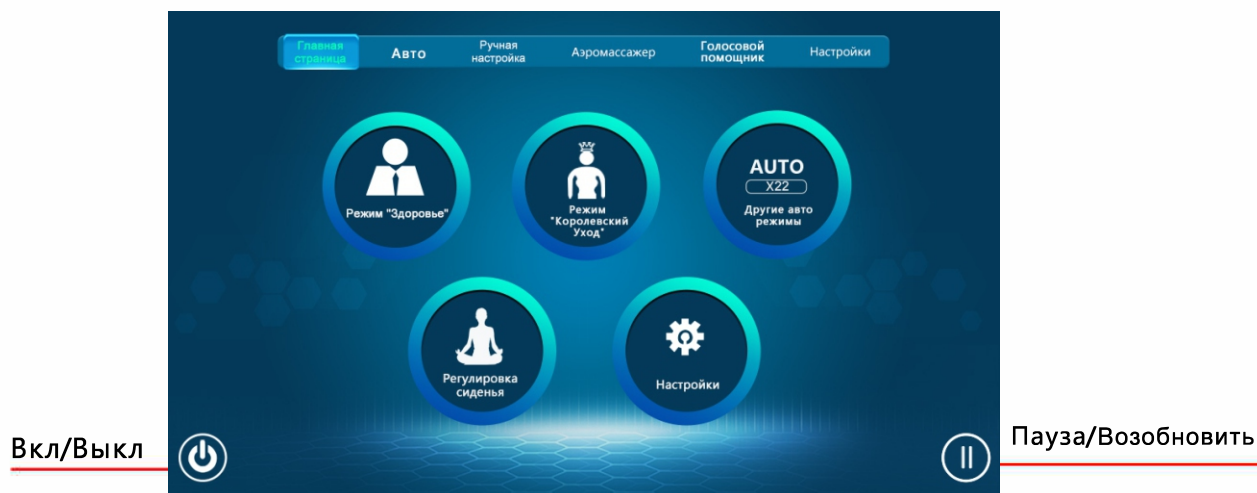 Главная
страница
Авто
Ручная
настройка
Аэромассажер
Голосовой
помощник
Настройки
Режим "Здоровье"
Режим
"Королевский
Уход"
AUTO
X22
Другие авто
режимы
Регулировка
сиденья
Настройки
Вкл/Выкл
Пауза/Возобновить